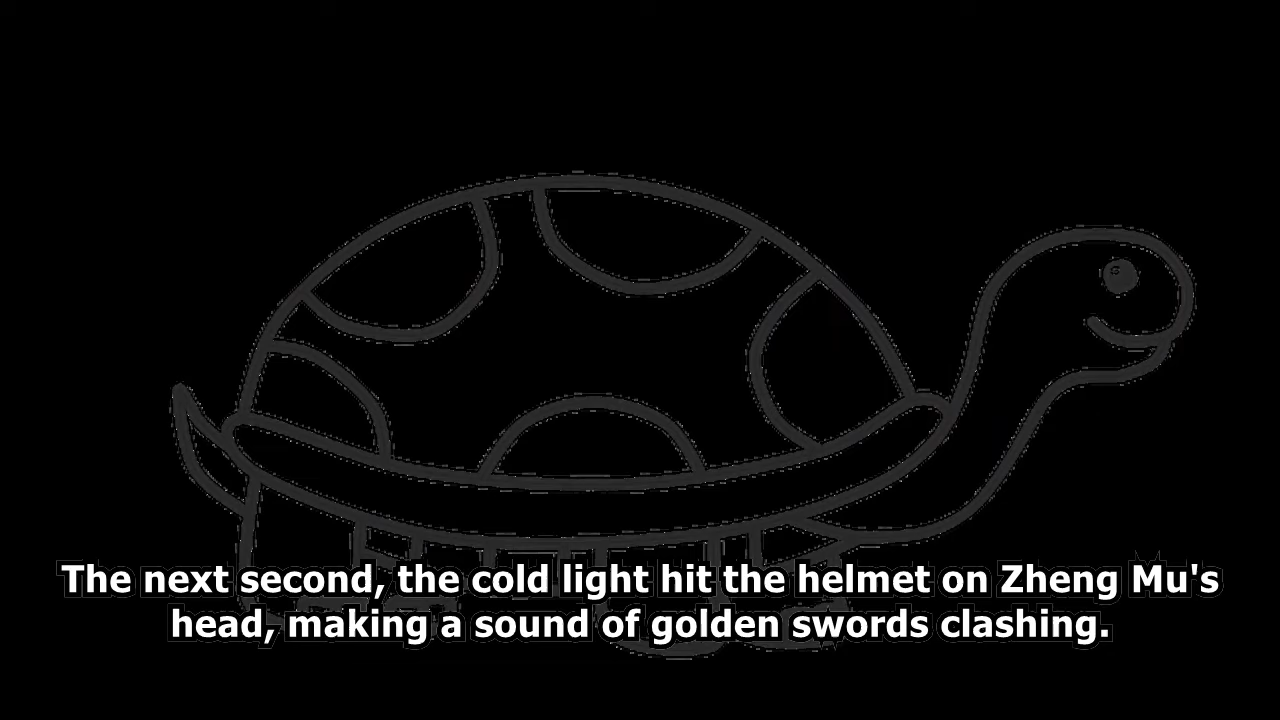 The next second, the cold light hit the helmet on Zheng Mu's
head, making a sound of golden swords clashing.